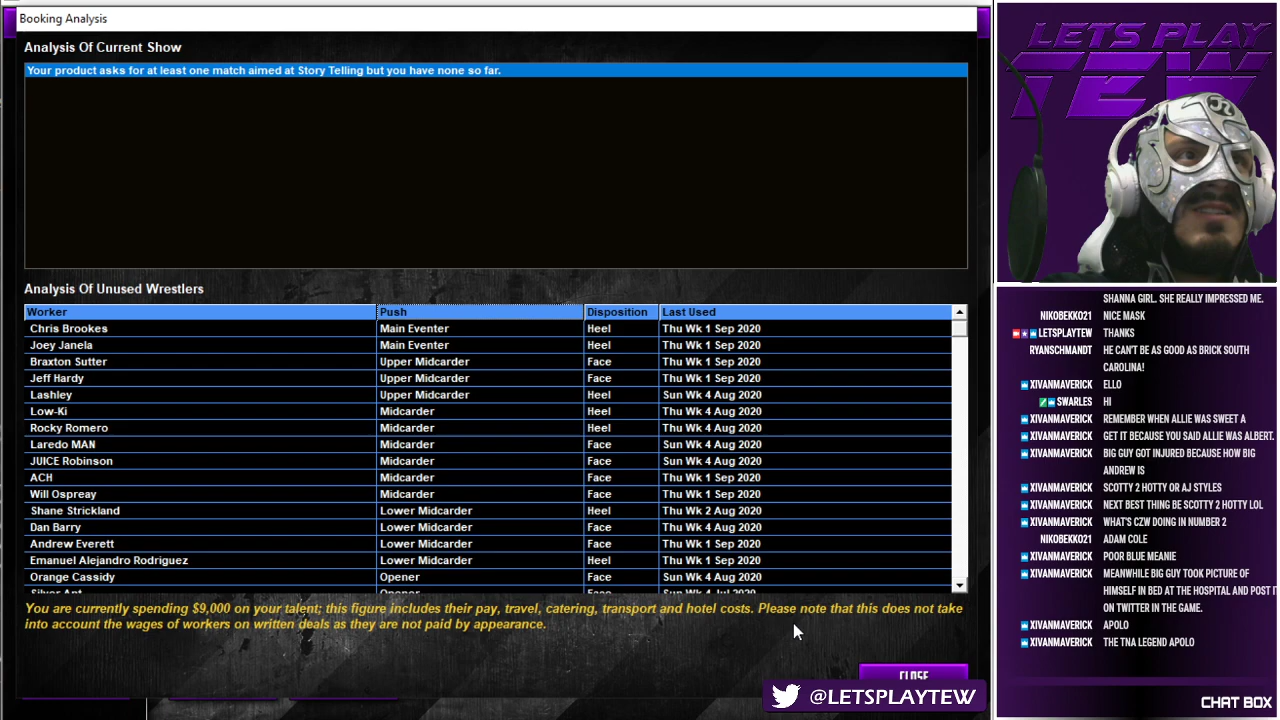 Booking Analysis
Analysis Of Current Show
Your product asks for at least one match aimed at Story Telling but you have none so far.
Analysis Of Unused Wrestlers
Worker Push Disposition Last Used
Chris Brookes Main Eventer Heel Thu Wk 1 Sep 2020
Joey Janela Main Eventer Heel Thu Wk 1 Sep 2020
Braxton Sutter Upper Midcarder Face Thu Wk 1 Sep 2020
Jeff Hardy Upper Midcarder Face Thu Wk 1 Sep 2020
Lashley Upper Midcarder Heel Sun Wk 4 Aug 2020
Low-Ki Midcarder Heel Thu Wk 4 Aug 2020
Rocky Romero Midcarder Heel Thu Wk 4 Aug 2020
Laredo MAN Midcarder Face Sun Wk 4 Aug 2020
JUICE Robinson Midcarder Face Sun Wk 4 Aug 2020
ACH Midcarder Face Thu Wk 1 Sep 2020
Will Ospreay Midcarder Face Thu Wk 1 Sep 2020
Shane Strickland Lower Midcarder Heel Thu Wk 2 Aug 2020
Dan Barry Lower Midcarder Face Thu Wk 4 Aug 2020
Andrew Everett Lower Midcarder Face Thu Wk 1 Sep 2020
Emanuel Alejandro Rodriguez Lower Midcarder Heel Thu Wk 1 Sep 2020
Orange Cassidy Opener Face Sun Wk 4 Aug 2020
Silver Ant Opener Face Sun Wk 4 Jul 2020
You are currently spending $9,000 on your talent; this figure includes their pay, travel, catering, transport and hotel costs. Please note that this does not take
into account the wages of workers on written deals as they are not paid by appearance.
CLOSE
@LETSPLAYTEW
LETS PLAY
TEW
SHANNA GIRL. SHE REALLY IMPRESSED ME.
NIKOBEKKO21 NICE MASK
LETSPLAYTEW THANKS
RYANSCHMANDT HE CAN'T BE AS GOOD AS BRICK SOUTH
CAROLINA!
XIVANMAVERICK ELLO
SWARLES HI
XIVANMAVERICK REMEMBER WHEN ALLIE WAS SWEET A
XIVANMAVERICK GET IT BECAUSE YOU SAID ALLIE WAS ALBERT.
XIVANMAVERICK BIG GUY GOT INJURED BECAUSE HOW BIG
ANDREW IS
XIVANMAVERICK SCOTTY 2 HOTTY OR AJ STYLES
XIVANMAVERICK NEXT BEST THING BE SCOTTY 2 HOTTY LOL
XIVANMAVERICK WHAT'S CZW DOING IN NUMBER 2
NIKOBEKKO21 ADAM COLE
XIVANMAVERICK POOR BLUE MEANIE
XIVANMAVERICK MEANWHILE BIG GUY TOOK PICTURE OF
HIMSELF IN BED AT THE HOSPITAL AND POST IT
ON TWITTER IN THE GAME.
XIVANMAVERICK APOLO
XIVANMAVERICK THE TNA LEGEND APOLO
CHAT BOX